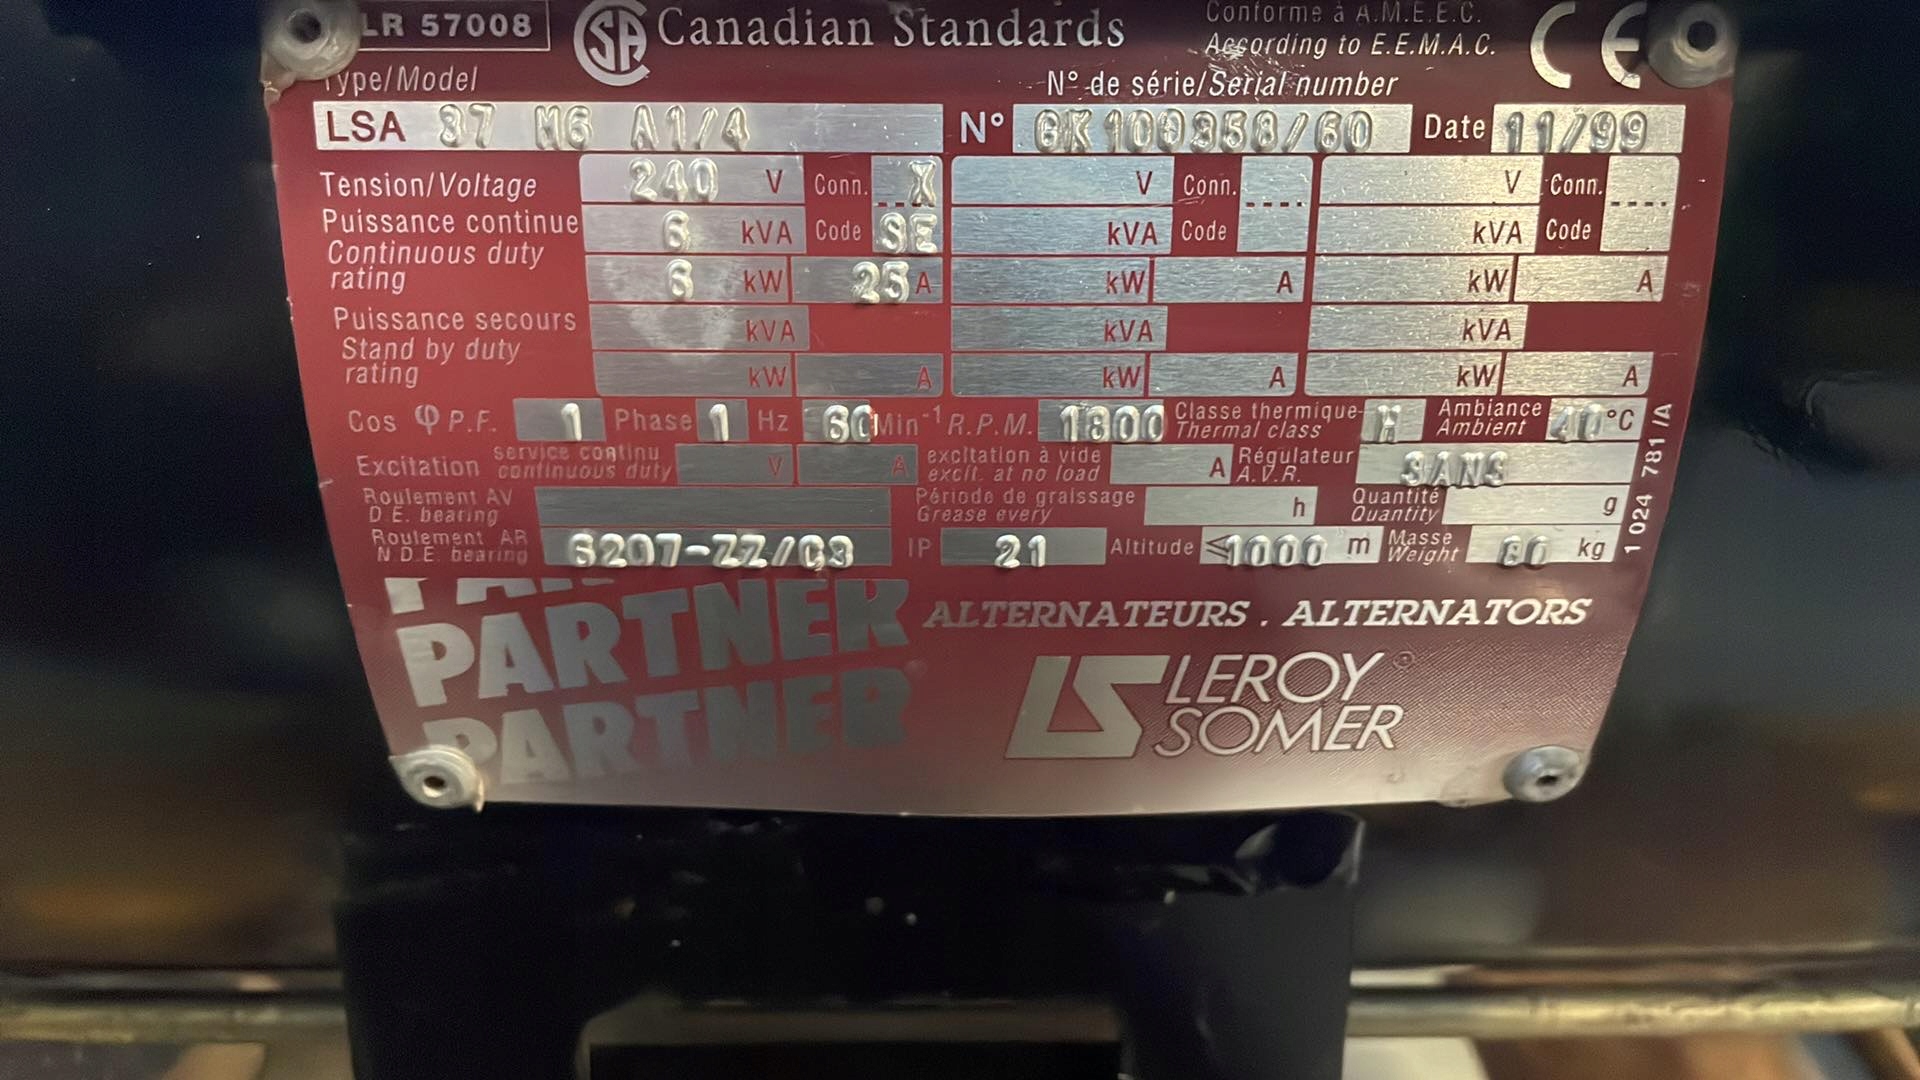 LR 57008 CSA Canadian Standards Conforme à A.M.E.E.C.
According to E.E.M.A.C. CE
Type/Model N° de série/Serial number
LSA 37 M6 A1/4 N° GK100358/60 Date 11/99
Tension/Voltage 240 V Conn. X V Conn. V Conn.
Puissance continue 6 kVA Code SE kVA Code kVA Code
Continuous duty
rating 6 kW 25 A kW A kW A
Puissance secours kVA kVA kVA
Stand by duty
rating kW A kW A kW A
Cos φ P.F. 1 Phase 1 Hz 60 Min⁻¹ R.P.M. 1800 Classe thermique H Ambiance 40 °C
Thermal class Ambient
Excitation service continu V A excitation à vide A Régulateur SANS
continuous duty excit. at no load A.V.R.
Roulement AV Période de graissage h Quantité g
D.E. bearing Grease every Quantity
Roulement AR 6207-ZZ/C3 IP 21 Altitude ≤1000 m Masse 80 kg
N.D.E. bearing Weight
1 024 781 /A
PARTNER ALTERNATEURS . ALTERNATORS
PARTNER LS LEROY
SOMER